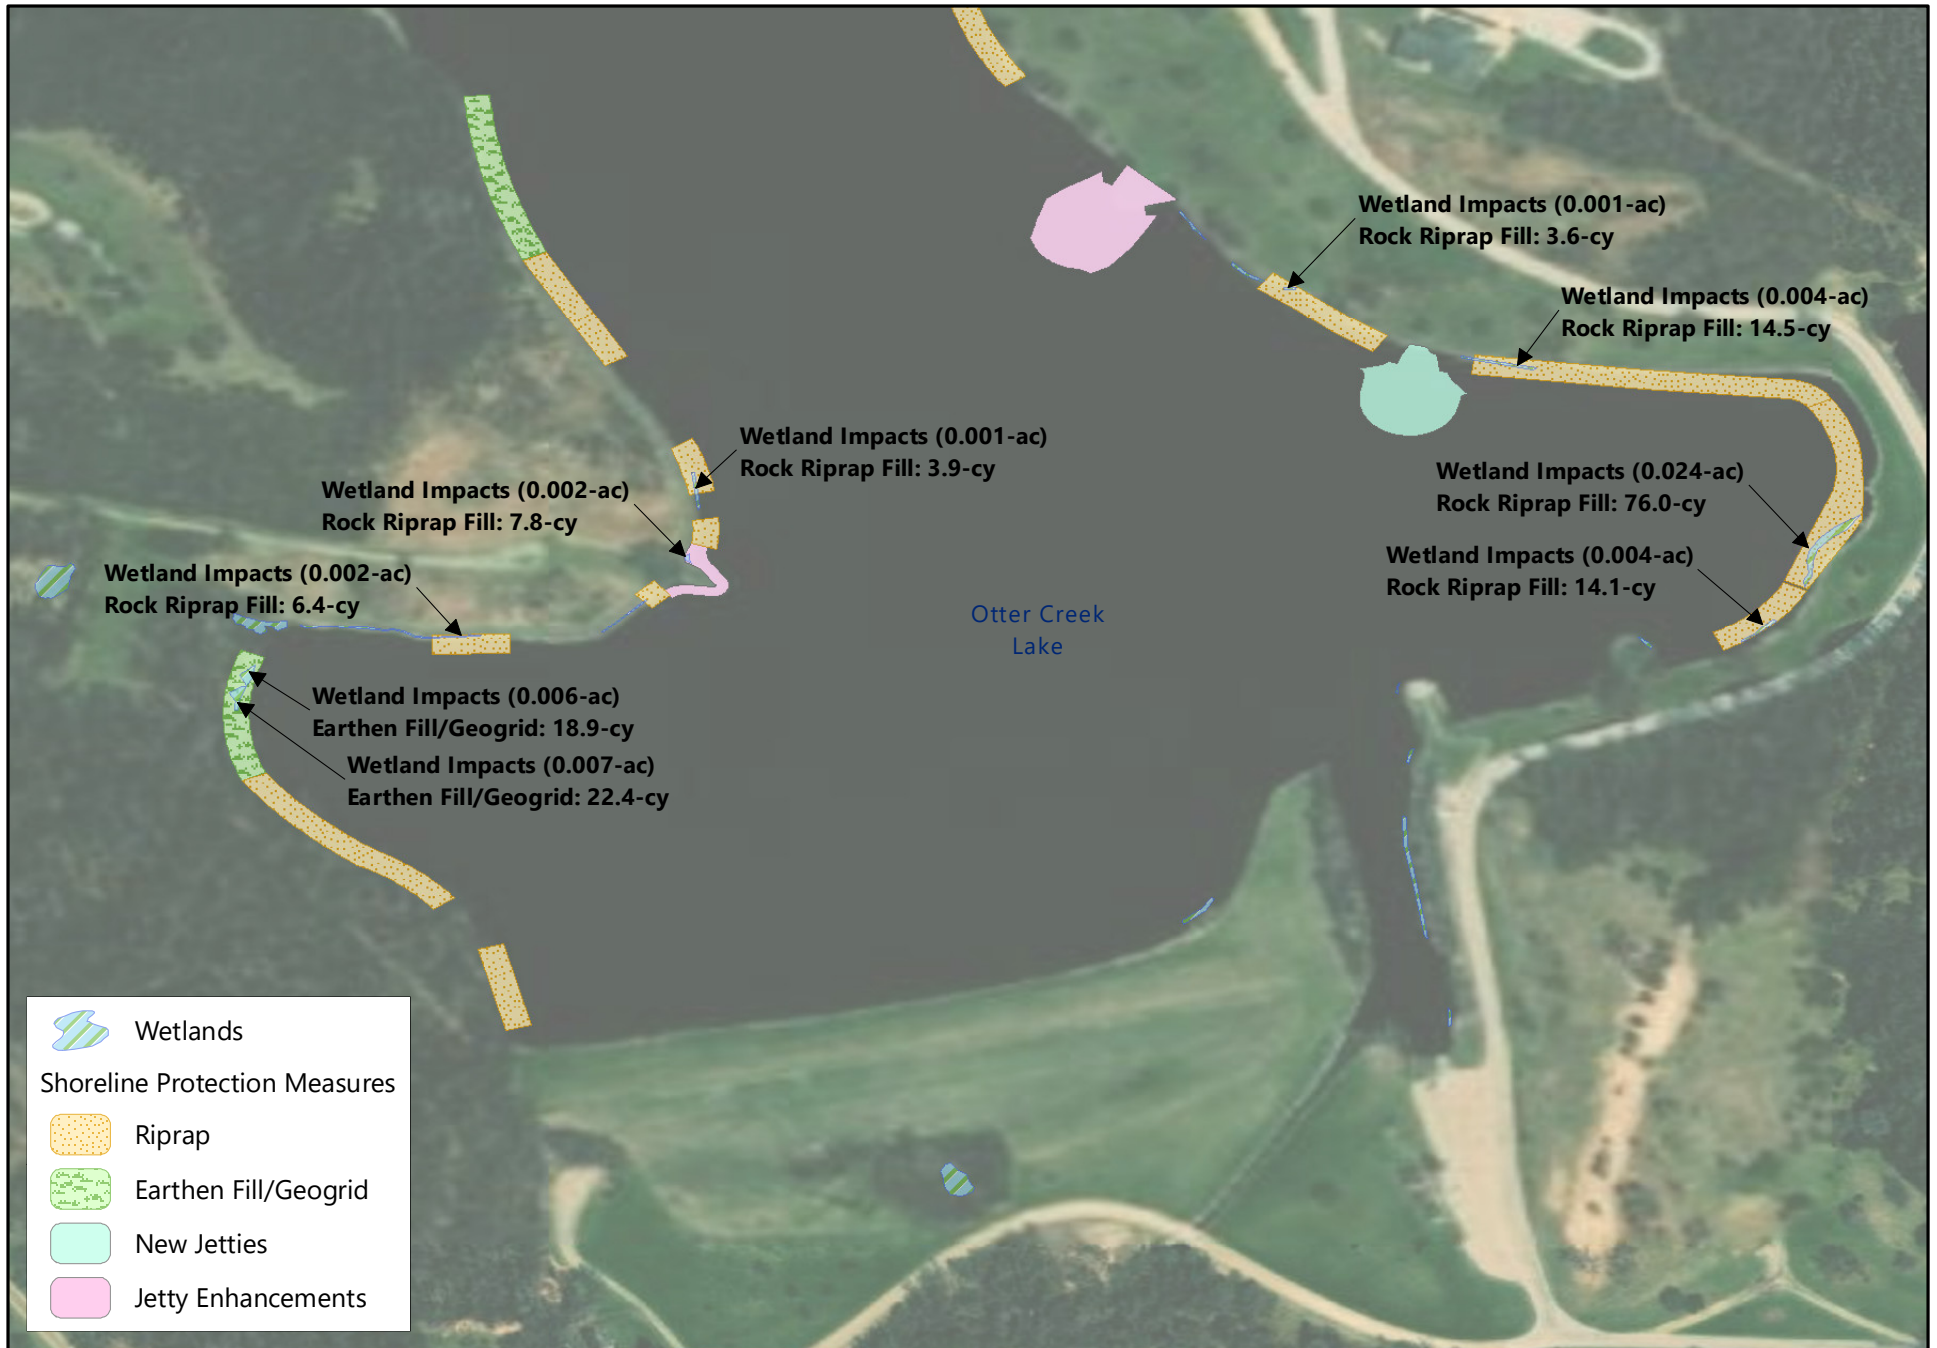 Wetland Impacts (0.001-ac)
Rock Riprap Fill: 3.6-cy
Wetland Impacts (0.004-ac)
Rock Riprap Fill: 14.5-cy
Wetland Impacts (0.001-ac)
Rock Riprap Fill: 3.9-cy
Wetland Impacts (0.024-ac)
Rock Riprap Fill: 76.0-cy
Wetland Impacts (0.002-ac)
Rock Riprap Fill: 7.8-cy
Wetland Impacts (0.004-ac)
Rock Riprap Fill: 14.1-cy
Wetland Impacts (0.002-ac)
Rock Riprap Fill: 6.4-cy
Otter Creek
Lake
Wetland Impacts (0.006-ac)
Earthen Fill/Geogrid: 18.9-cy
Wetland Impacts (0.007-ac)
Earthen Fill/Geogrid: 22.4-cy
Wetlands
Shoreline Protection Measures
Riprap
Earthen Fill/Geogrid
New Jetties
Jetty Enhancements